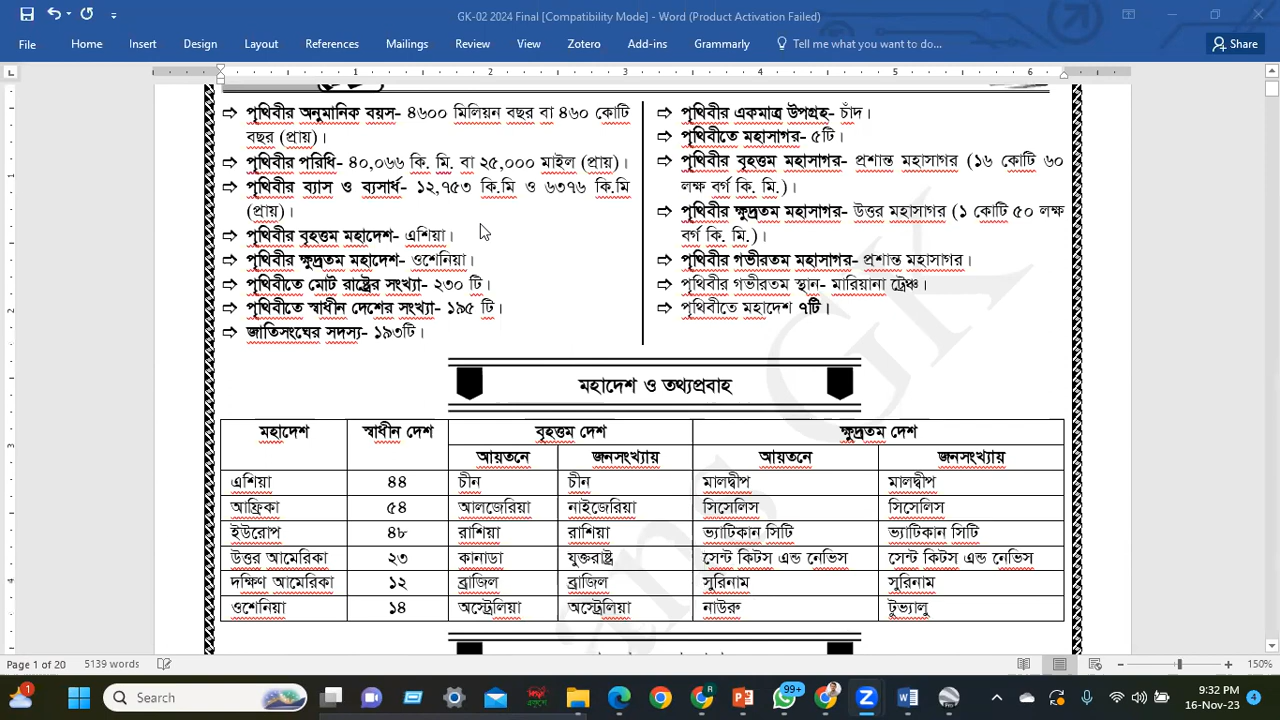 GK-02 2024 Final [Compatibility Mode] - Word (Product Activation Failed)
File Home Insert Design Layout References Mailings Review View Zotero Add-ins Grammarly Tell me what you want to do... Share
1 2 3 4 5 6
⇨ পৃথিবীর অনুমানিক বয়স- ৪৬০০ মিলিয়ন বছর বা ৪৬০ কোটি
বছর (প্রায়)।
⇨ পৃথিবীর পরিধি- ৪০,০৬৬ কি. মি. বা ২৫,০০০ মাইল (প্রায়)।
⇨ পৃথিবীর ব্যাস ও ব্যসার্ধ- ১২,৭৫৩ কি.মি ও ৬৩৭৬ কি.মি
(প্রায়)।
⇨ পৃথিবীর বৃহত্তম মহাদেশ- এশিয়া।
⇨ পৃথিবীর ক্ষুদ্রতম মহাদেশ- ওশেনিয়া।
⇨ পৃথিবীতে মোট রাষ্ট্রের সংখ্যা- ২৩০ টি।
⇨ পৃথিবীতে স্বাধীন দেশের সংখ্যা- ১৯৫ টি।
⇨ জাতিসংঘের সদস্য- ১৯৩টি।
⇨ পৃথিবীর একমাত্র উপগ্রহ- চাঁদ।
⇨ পৃথিবীতে মহাসাগর- ৫টি।
⇨ পৃথিবীর বৃহত্তম মহাসাগর- প্রশান্ত মহাসাগর (১৬ কোটি ৬০
লক্ষ বর্গ কি. মি.)।
⇨ পৃথিবীর ক্ষুদ্রতম মহাসাগর- উত্তর মহাসাগর (১ কোটি ৫০ লক্ষ
বর্গ কি. মি.)।
⇨ পৃথিবীর গভীরতম মহাসাগর- প্রশান্ত মহাসাগর।
⇨ পৃথিবীর গভীরতম স্থান- মারিয়ানা ট্রেঞ্চ।
⇨ পৃথিবীতে মহাদেশ ৭টি।
মহাদেশ ও তথ্যপ্রবাহ
মহাদেশ স্বাধীন দেশ বৃহত্তম দেশ ক্ষুদ্রতম দেশ
আয়তনে জনসংখ্যায় আয়তনে জনসংখ্যায়
এশিয়া ৪৪ চীন চীন মালদ্বীপ মালদ্বীপ
আফ্রিকা ৫৪ আলজেরিয়া নাইজেরিয়া সিসেলিস সিসেলিস
ইউরোপ ৪৮ রাশিয়া রাশিয়া ভ্যাটিকান সিটি ভ্যাটিকান সিটি
উত্তর আমেরিকা ২৩ কানাডা যুক্তরাষ্ট্র সেন্ট কিটস এন্ড নেভিস সেন্ট কিটস এন্ড নেভিস
দক্ষিণ আমেরিকা ১২ ব্রাজিল ব্রাজিল সুরিনাম সুরিনাম
ওশেনিয়া ১৪ অস্ট্রেলিয়া অস্ট্রেলিয়া নাউরু টুভ্যালু
Page 1 of 20 5139 words 150%
Search 99+ 9:32 PM
16-Nov-23